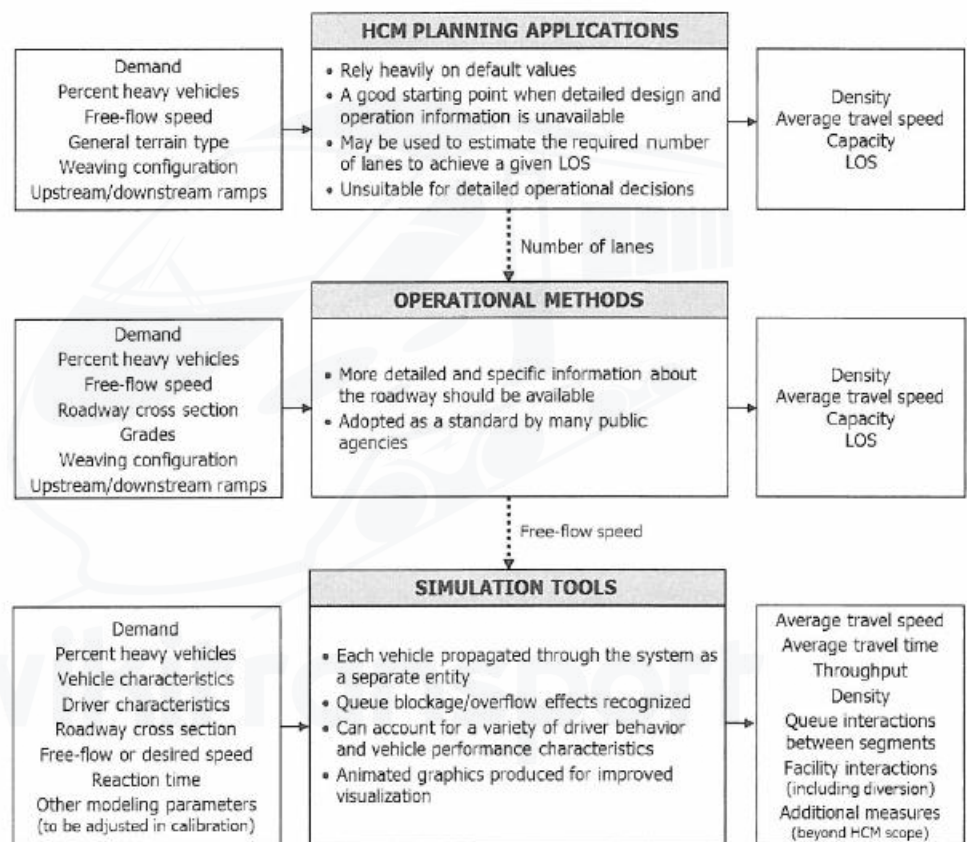 HCM PLANNING APPLICATIONS
Demand
Percent heavy vehicles
Free-flow speed
General terrain type
Weaving configuration
Upstream/downstream ramps
• Rely heavily on default values
• A good starting point when detailed design and
operation information is unavailable
• May be used to estimate the required number
of lanes to achieve a given LOS
• Unsuitable for detailed operational decisions
Density
Average travel speed
Capacity
LOS
Number of lanes
OPERATIONAL METHODS
Demand
Percent heavy vehicles
Free-flow speed
Roadway cross section
Grades
Weaving configuration
Upstream/downstream ramps
• More detailed and specific information about
the roadway should be available
• Adopted as a standard by many public
agencies
Density
Average travel speed
Capacity
LOS
Free-flow speed
SIMULATION TOOLS
Demand
Percent heavy vehicles
Vehicle characteristics
Driver characteristics
Roadway cross section
Free-flow or desired speed
Reaction time
Other modeling parameters
(to be adjusted in calibration)
• Each vehicle propagated through the system as
a separate entity
• Queue blockage/overflow effects recognized
• Can account for a variety of driver behavior
and vehicle performance characteristics
• Animated graphics produced for improved
visualization
Average travel speed
Average travel time
Throughput
Density
Queue interactions
between segments
Facility interactions
(including diversion)
Additional measures
(beyond HCM scope)